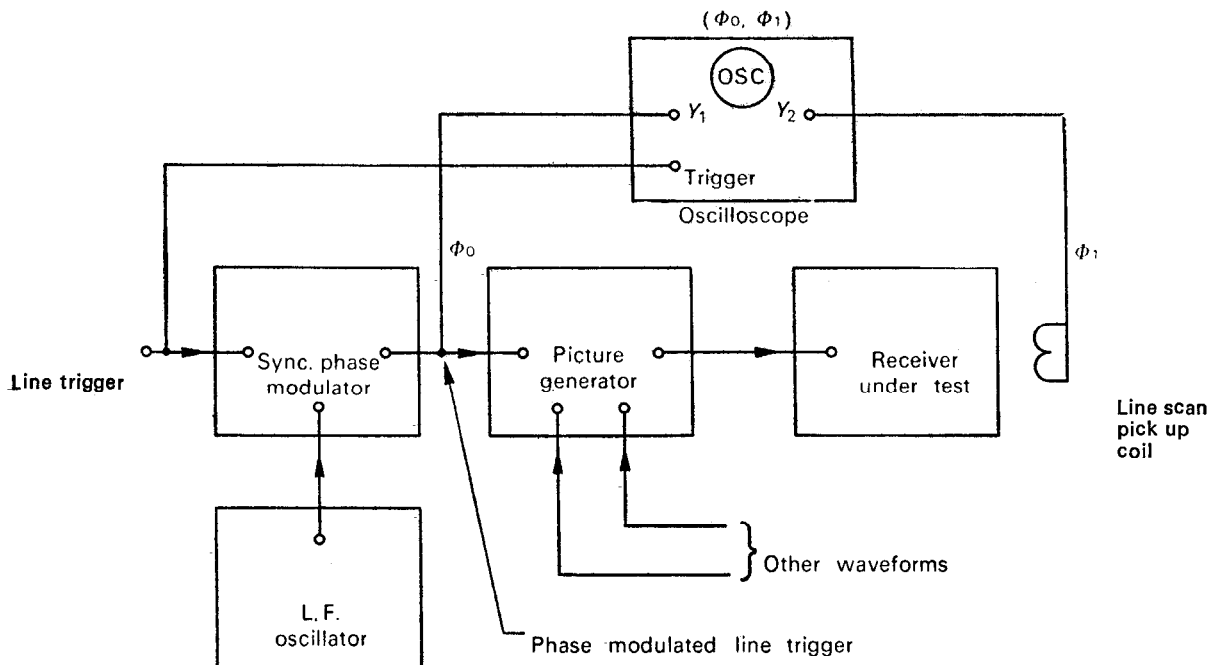 (Φ₀, Φ₁)
OSC
Y₁ Y₂
Trigger
Oscilloscope
Φ₀
Φ₁
Line trigger
Sync. phase
modulator
Picture
generator
Receiver
under test
Line scan
pick up
coil
L.F.
oscillator
Other waveforms
Phase modulated line trigger